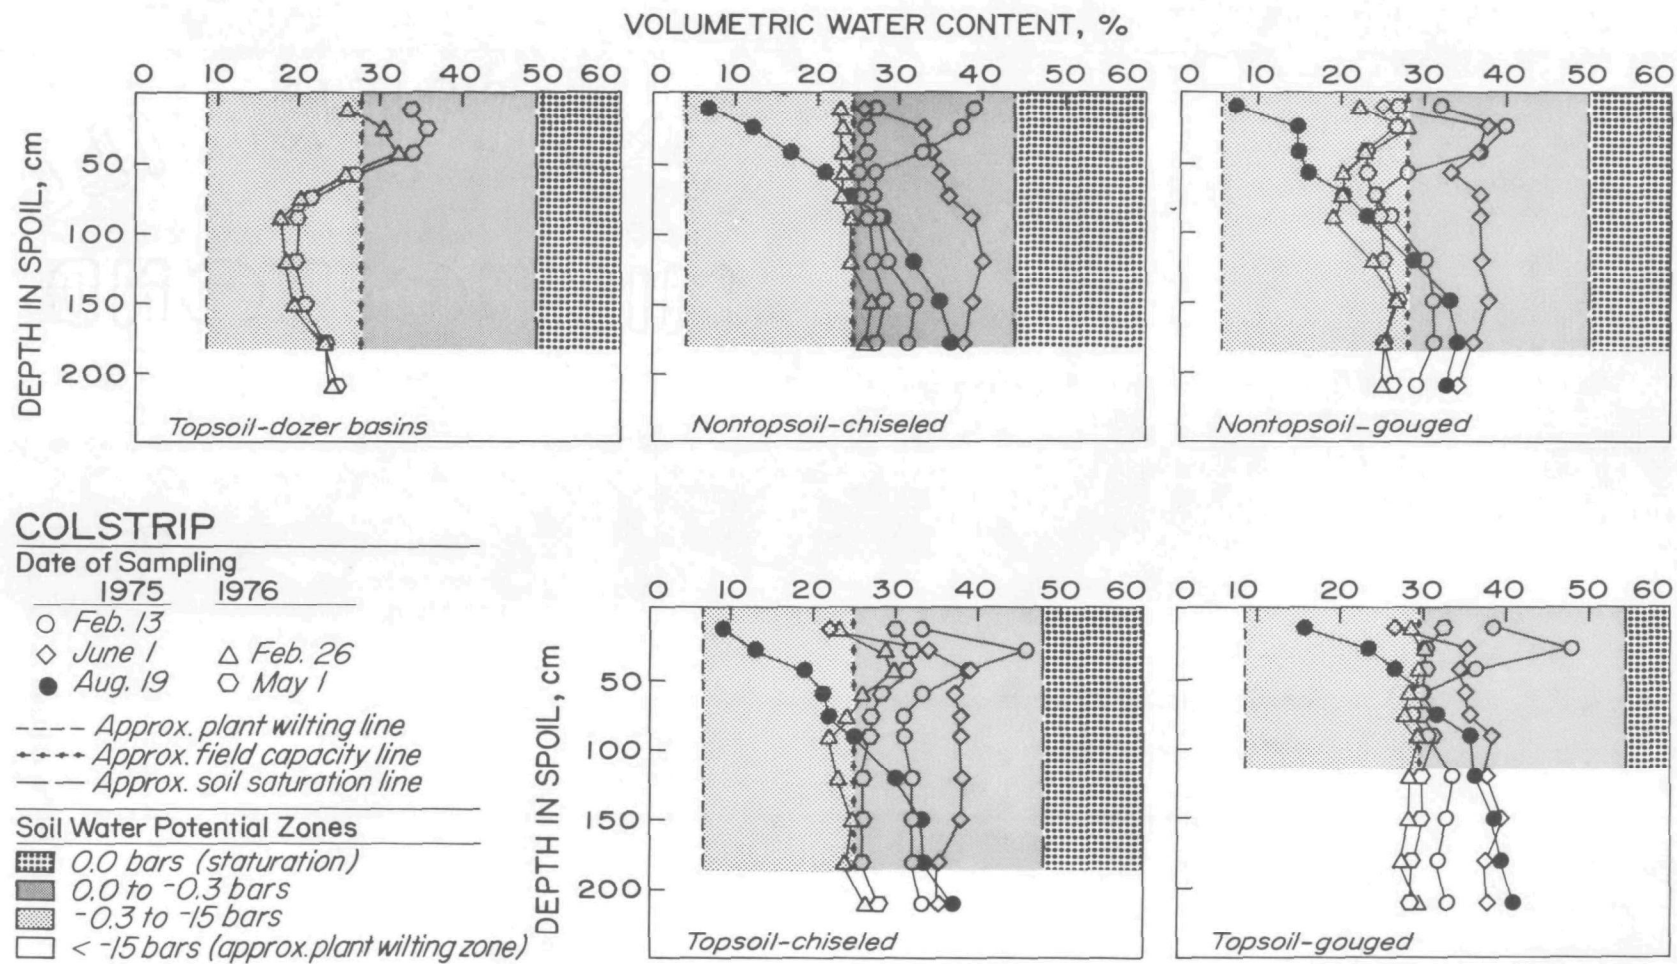 VOLUMETRIC WATER CONTENT, %
0 10 20 30 40 50 60
0 10 20 30 40 50 60
0 10 20 30 40 50 60
DEPTH IN SPOIL, cm
50
100
150
200
Topsoil-dozer basins
Nontopsoil-chiseled
Nontopsoil-gouged
COLSTRIP
Date of Sampling
1975 1976
Feb. 13
June 1 Feb. 26
Aug. 19 May 1
Approx. plant wilting line
Approx. field capacity line
Approx. soil saturation line
Soil Water Potential Zones
0.0 bars (staturation)
0.0 to -0.3 bars
-0.3 to -15 bars
< -15 bars (approx. plant wilting zone)
0 10 20 30 40 50 60
0 10 20 30 40 50 60
DEPTH IN SPOIL, cm
50
100
150
200
Topsoil-chiseled
Topsoil-gouged